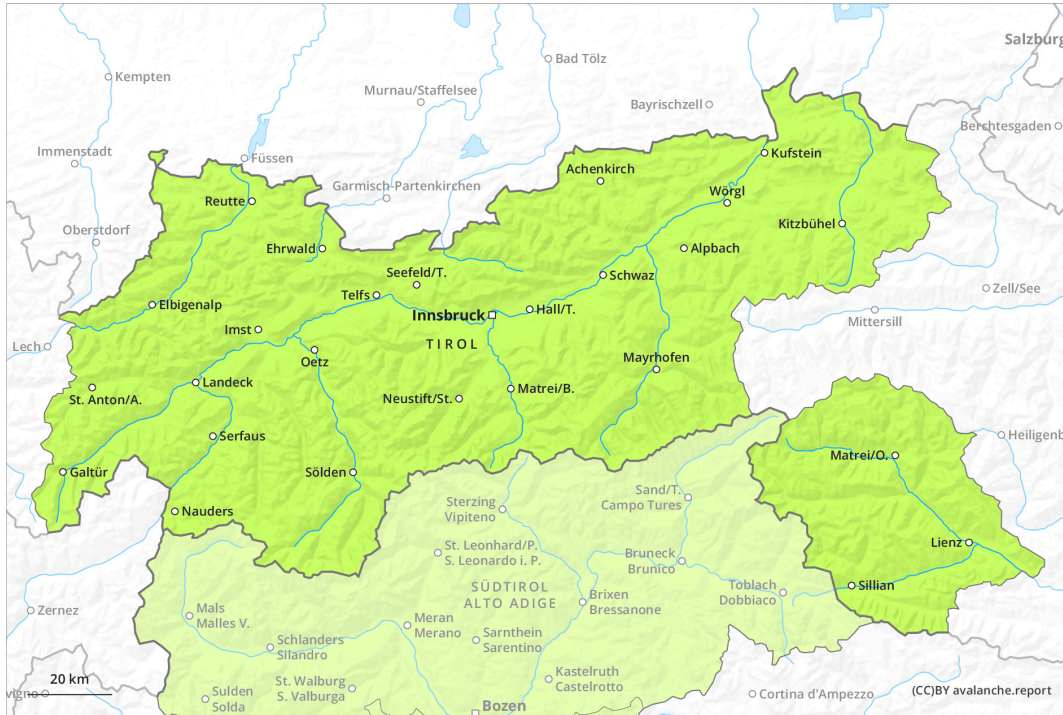 Salzburg
Kempten
Bad Tölz
Murnau/Staffelsee
Bayrischzell
Berchtesgaden
Immenstadt
Füssen
Kufstein
Achenkirch
Garmisch-Partenkirchen
Reutte
Wörgl
Oberstdorf
Kitzbühel
Ehrwald
Alpbach
Seefeld/T.
Schwaz
Zell/See
Telfs
Elbigenalp
Innsbruck
Hall/T.
Mittersill
Imst
Lech
TIROL
Oetz
Mayrhofen
Landeck
St. Anton/A.
Matrei/B.
Neustift/St.
Serfaus
Heiligenb
Matrei/O.
Galtür
Sölden
Sand/T.
Campo Tures
Sterzing
Vipiteno
Nauders
Lienz
St. Leonhard/P.
S. Leonardo i. P.
Bruneck
Brunico
SÜDTIROL
ALTO ADIGE
Toblach
Dobbiaco
Sillian
Brixen
Bressanone
Zernez
Mals
Malles V.
Meran
Merano
Sarnthein
Sarentino
Schlanders
Silandro
Kastelruth
Castelrotto
20 km
St. Walburg
S. Valburga
vigno
Sulden
Solda
Cortina d'Ampezzo
(CC)BY avalanche.report
Bozen